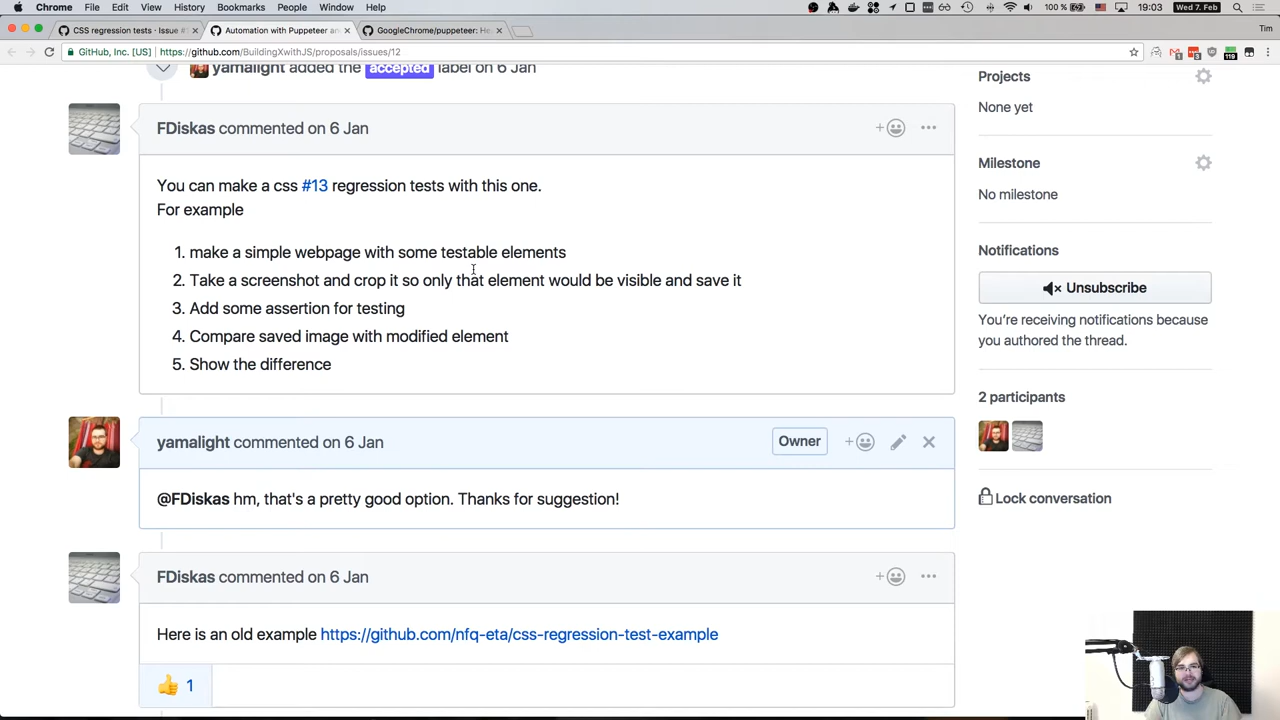 Chrome File Edit View History Bookmarks People Window Help 100 % 19:03 Wed 7. Feb
CSS regression tests · Issue # Automation with Puppeteer an GoogleChrome/puppeteer: He Tim
GitHub, Inc. [US] https://github.com/BuildingXwithJS/proposals/issues/12
yamalight added the accepted label on 6 Jan
Projects
None yet
FDiskas commented on 6 Jan
Milestone
No milestone
You can make a css #13 regression tests with this one.
For example
1. make a simple webpage with some testable elements
2. Take a screenshot and crop it so only that element would be visible and save it
3. Add some assertion for testing
4. Compare saved image with modified element
5. Show the difference
Notifications
Unsubscribe
You're receiving notifications because
you authored the thread.
2 participants
yamalight commented on 6 Jan Owner
@FDiskas hm, that's a pretty good option. Thanks for suggestion!
Lock conversation
FDiskas commented on 6 Jan
Here is an old example https://github.com/nfq-eta/css-regression-test-example
👍 1